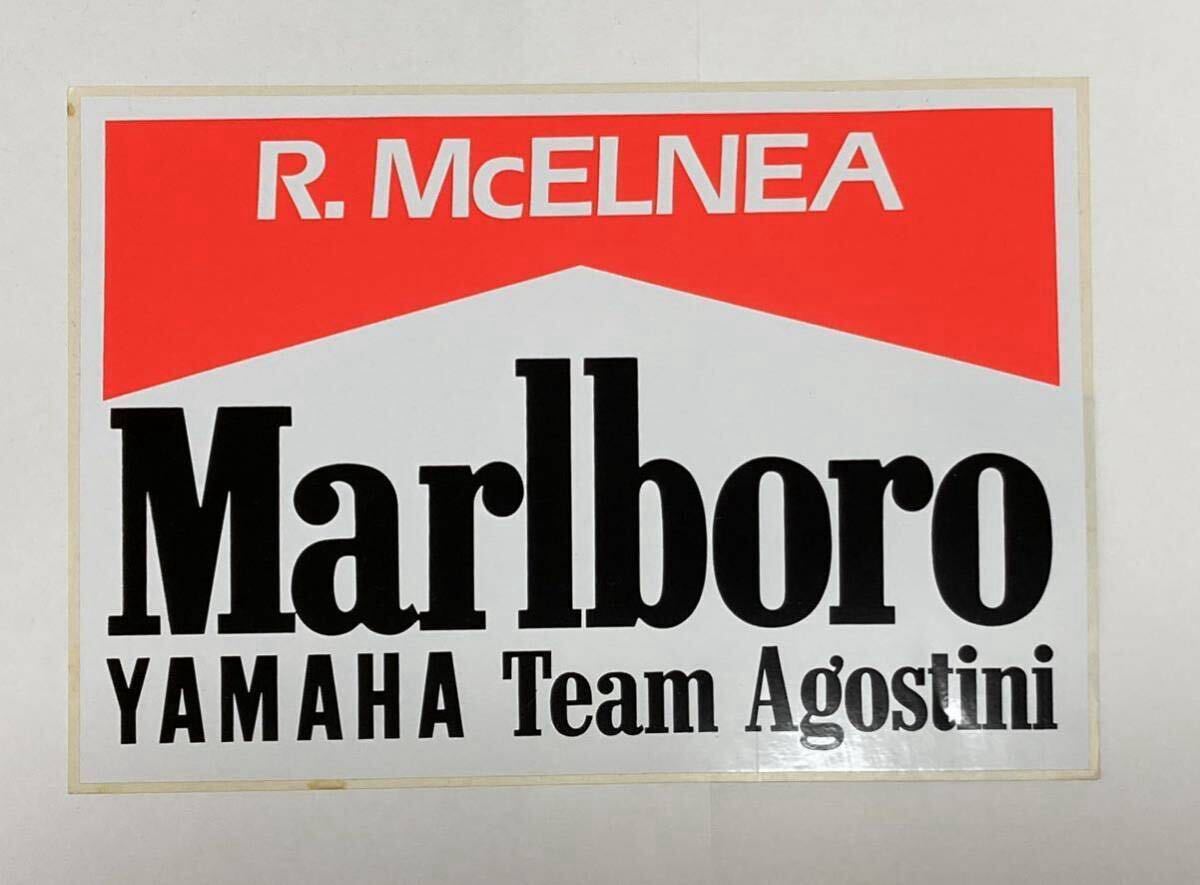 R. McELNEA
Marlboro
YAMAHA Team Agostini